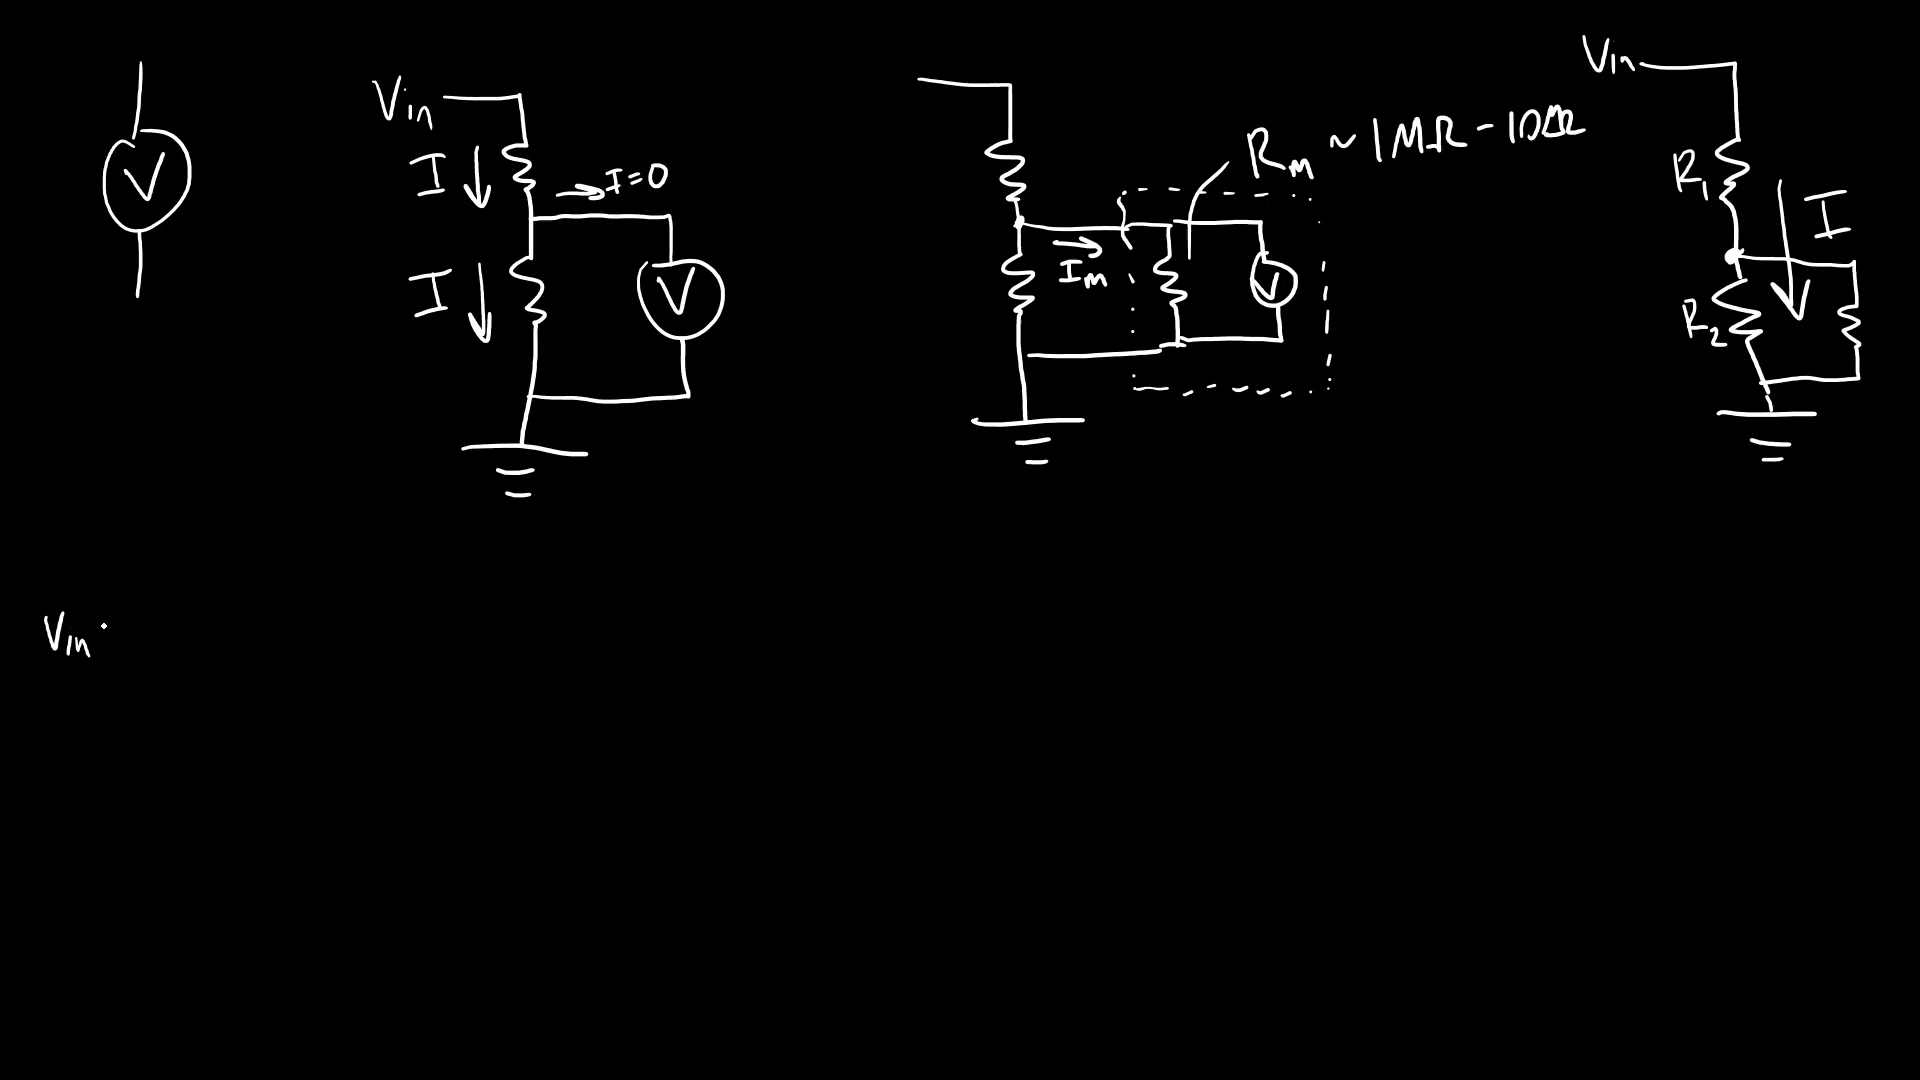 V
Vin
I
I=0
I
V
Im
V
Rm ~ 1MΩ - 10MΩ
Vin
R1
I
R2
Vin